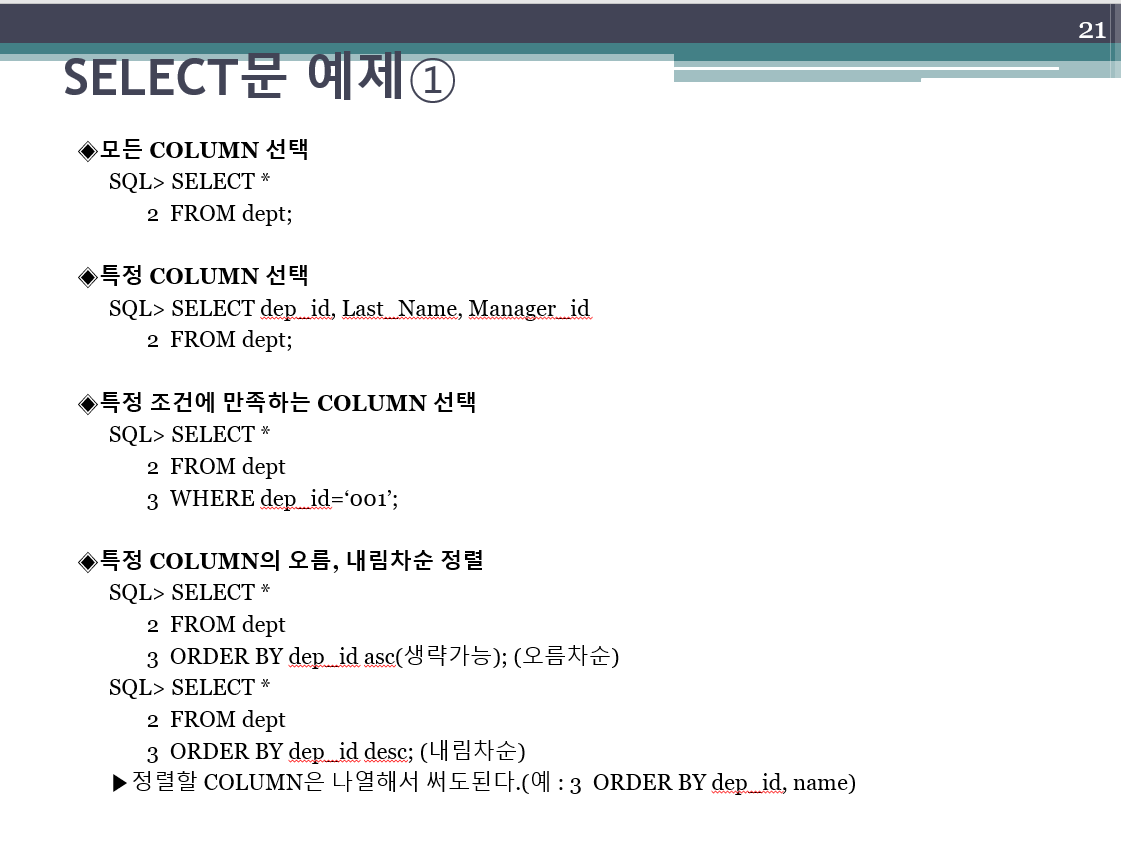 21
SELECT문 예제①
◈모든 COLUMN 선택
SQL> SELECT *
2 FROM dept;
◈특정 COLUMN 선택
SQL> SELECT dep_id, Last_Name, Manager_id
2 FROM dept;
◈특정 조건에 만족하는 COLUMN 선택
SQL> SELECT *
2 FROM dept
3 WHERE dep_id=‘001’;
◈특정 COLUMN의 오름, 내림차순 정렬
SQL> SELECT *
2 FROM dept
3 ORDER BY dep_id asc(생략가능); (오름차순)
SQL> SELECT *
2 FROM dept
3 ORDER BY dep_id desc; (내림차순)
▶정렬할 COLUMN은 나열해서 써도된다.(예 : 3 ORDER BY dep_id, name)